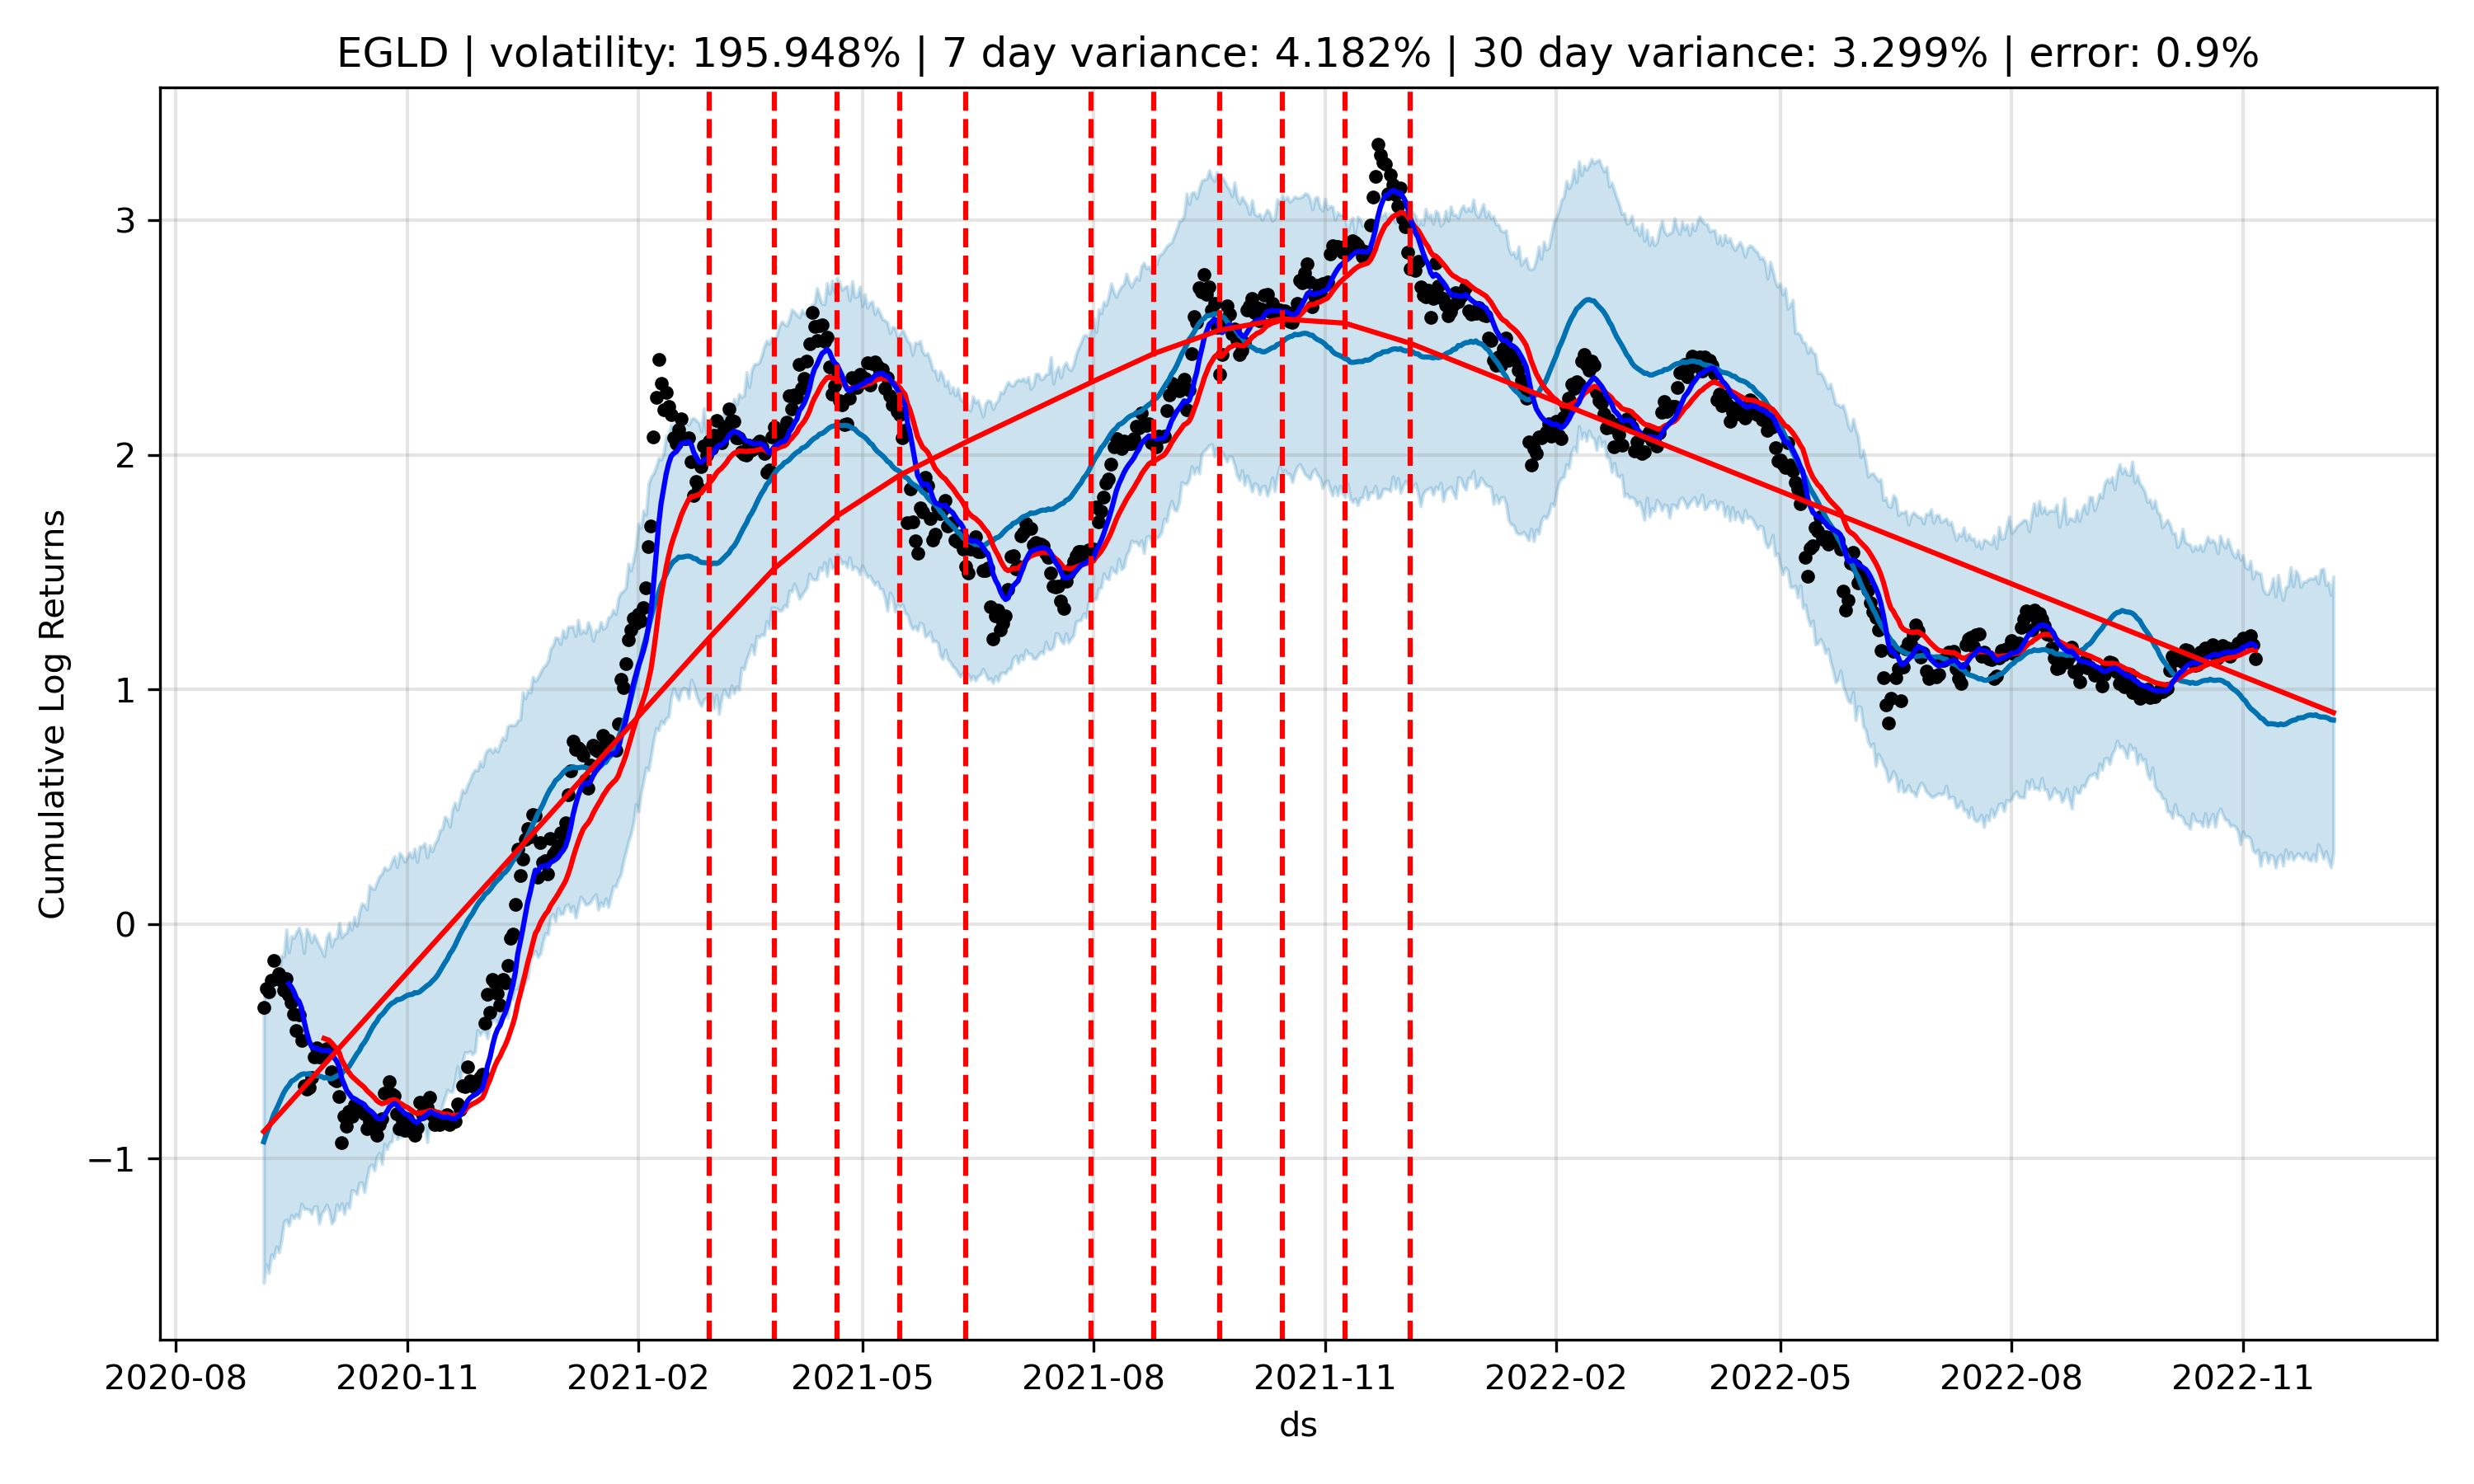 EGLD | volatility: 195.948% | 7 day variance: 4.182% | 30 day variance: 3.299% | error: 0.9%
Cumulative Log Returns
3
2
1
0
−1
2020-08 2020-11 2021-02 2021-05 2021-08 2021-11 2022-02 2022-05 2022-08 2022-11
ds